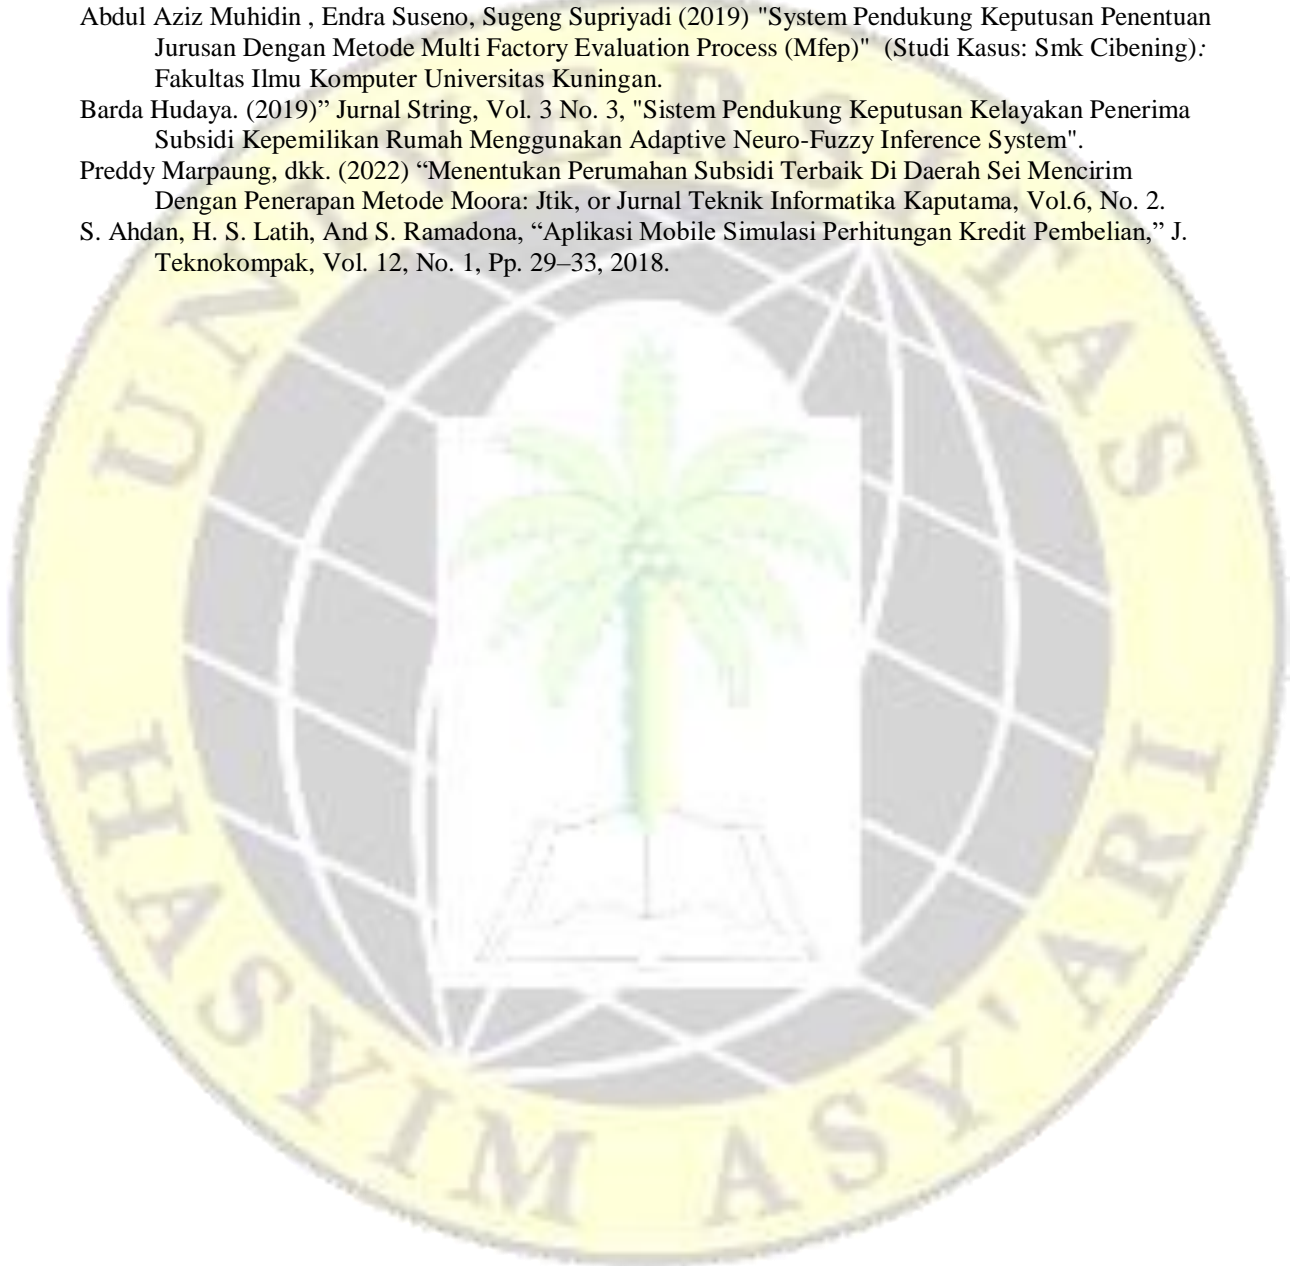 Abdul Aziz Muhidin , Endra Suseno, Sugeng Supriyadi (2019) "System Pendukung Keputusan Penentuan
Jurusan Dengan Metode Multi Factory Evaluation Process (Mfep)" (Studi Kasus: Smk Cibening):
Fakultas Ilmu Komputer Universitas Kuningan.
Barda Hudaya. (2019)” Jurnal String, Vol. 3 No. 3, "Sistem Pendukung Keputusan Kelayakan Penerima
Subsidi Kepemilikan Rumah Menggunakan Adaptive Neuro-Fuzzy Inference System".
Preddy Marpaung, dkk. (2022) “Menentukan Perumahan Subsidi Terbaik Di Daerah Sei Mencirim
Dengan Penerapan Metode Moora: Jtik, or Jurnal Teknik Informatika Kaputama, Vol.6, No. 2.
S. Ahdan, H. S. Latih, And S. Ramadona, “Aplikasi Mobile Simulasi Perhitungan Kredit Pembelian,” J.
Teknokompak, Vol. 12, No. 1, Pp. 29–33, 2018.
UNIVERSITAS
HASYIM ASY'ARI